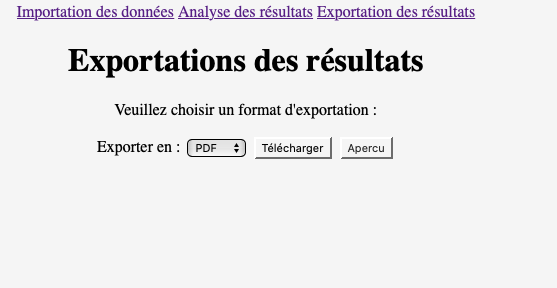 Importation des données Analyse des résultats Exportation des résultats
Exportations des résultats
Veuillez choisir un format d'exportation :
Exporter en : PDF Télécharger Apercu